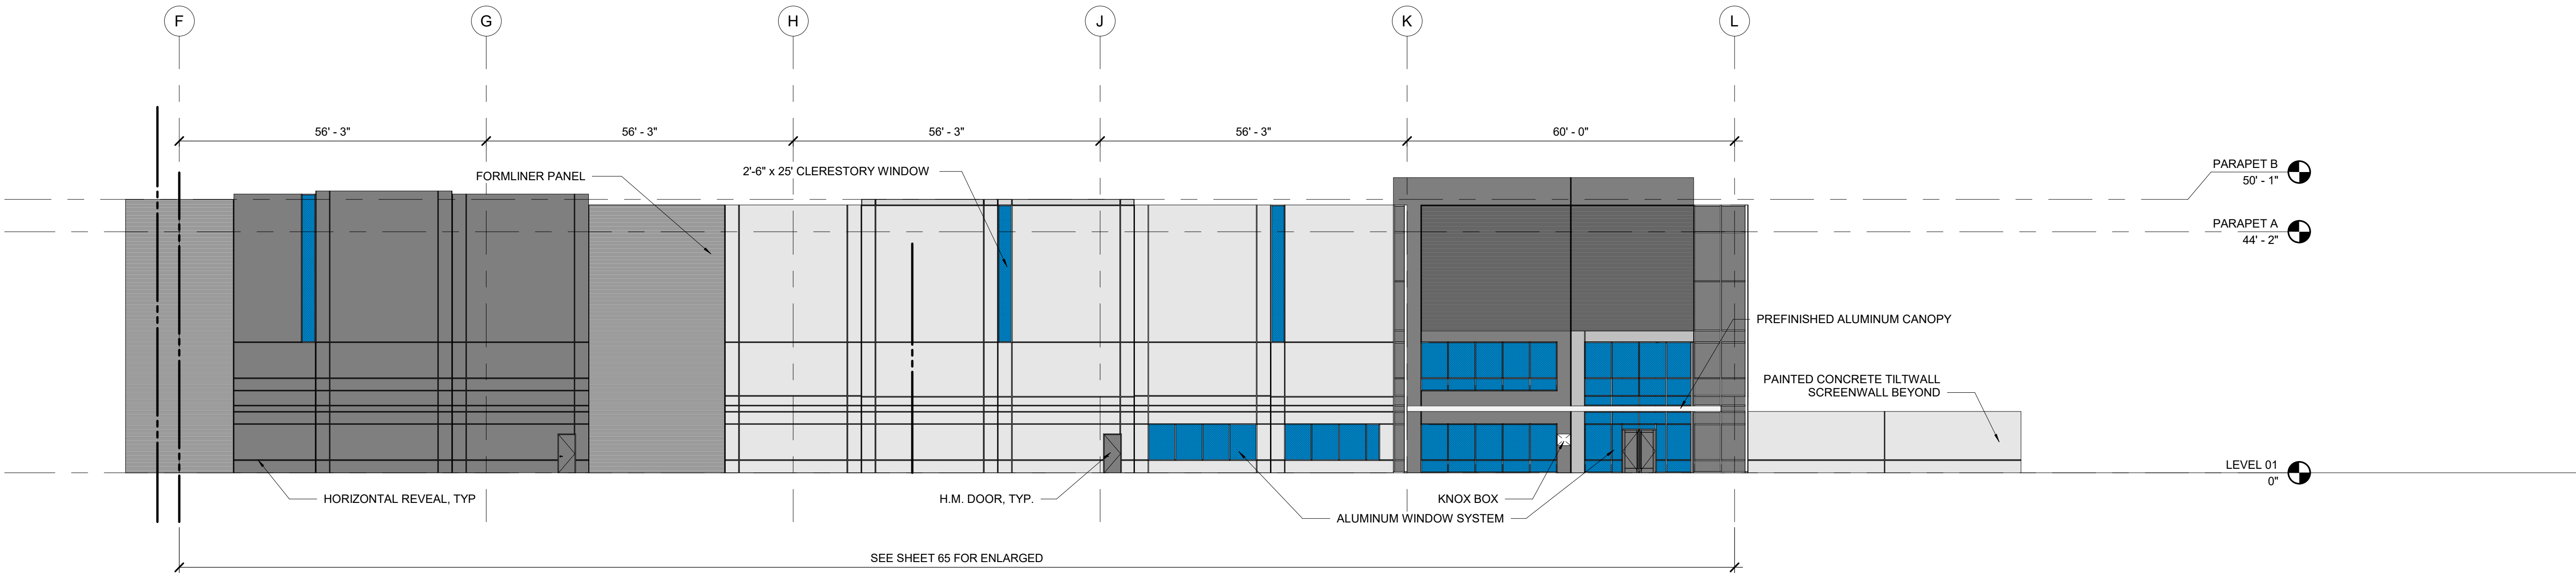 F
G
H
J
K
L
56' - 3"
56' - 3"
56' - 3"
56' - 3"
60' - 0"
FORMLINER PANEL
2'-6" x 25' CLERESTORY WINDOW
PARAPET B
50' - 1"
PARAPET A
44' - 2"
PREFINISHED ALUMINUM CANOPY
PAINTED CONCRETE TILTWALL
SCREENWALL BEYOND
LEVEL 01
0"
HORIZONTAL REVEAL, TYP
H.M. DOOR, TYP.
KNOX BOX
ALUMINUM WINDOW SYSTEM
SEE SHEET 65 FOR ENLARGED